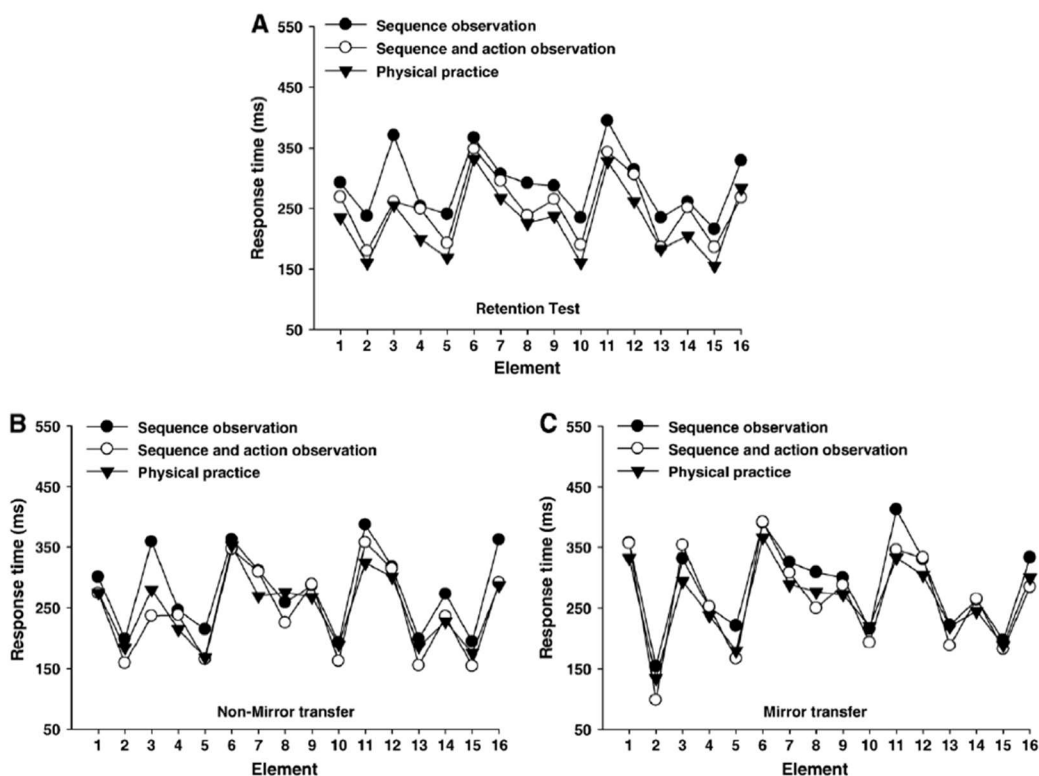 A
Sequence observation
Sequence and action observation
Physical practice
Response time (ms)
550
450
350
250
150
50
Retention Test
1 2 3 4 5 6 7 8 9 10 11 12 13 14 15 16
Element
B
Sequence observation
Sequence and action observation
Physical practice
Response time (ms)
550
450
350
250
150
50
Non-Mirror transfer
1 2 3 4 5 6 7 8 9 10 11 12 13 14 15 16
Element
C
Sequence observation
Sequence and action observation
Physical practice
Response time (ms)
550
450
350
250
150
50
Mirror transfer
1 2 3 4 5 6 7 8 9 10 11 12 13 14 15 16
Element